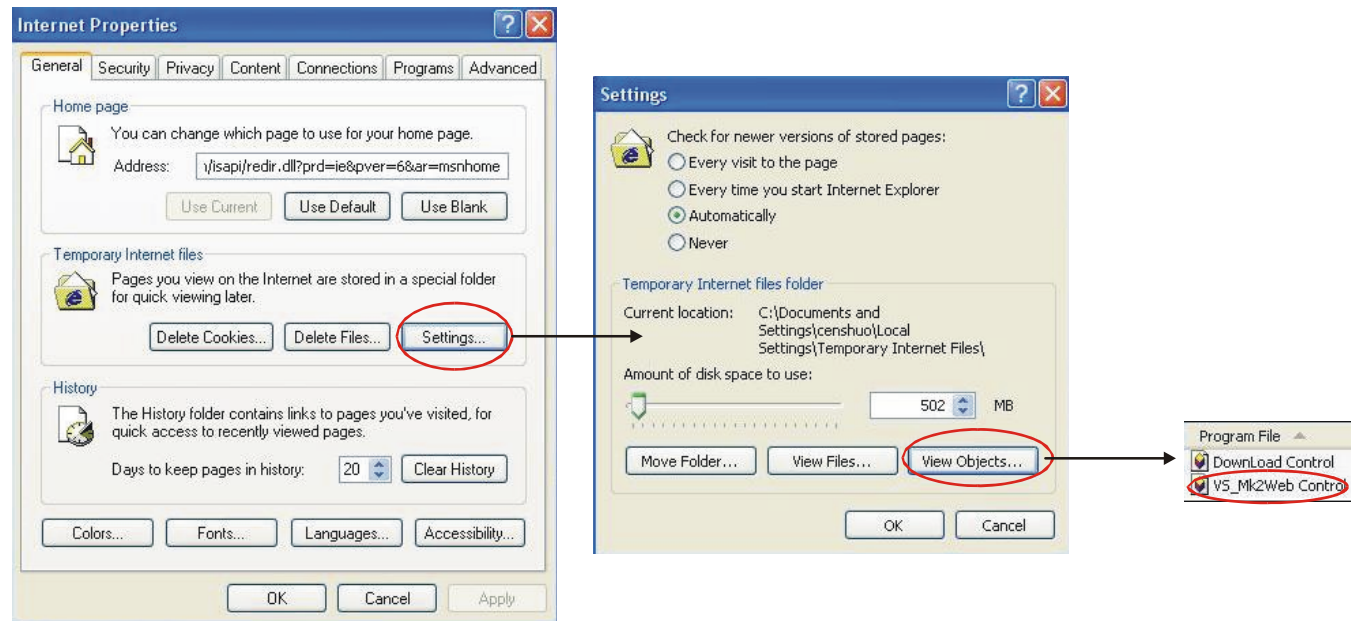 Internet Properties
General Security Privacy Content Connections Programs Advanced
Home page
You can change which page to use for your home page.
Address: /isapi/redir.dll?prd=ie&pver=6&ar=msnhome
Use Current Use Default Use Blank
Temporary Internet files
Pages you view on the Internet are stored in a special folder
for quick viewing later.
Delete Cookies... Delete Files... Settings...
History
The History folder contains links to pages you've visited, for
quick access to recently viewed pages.
Days to keep pages in history: 20 Clear History
Colors... Fonts... Languages... Accessibility...
OK Cancel Apply
Settings
Check for newer versions of stored pages:
Every visit to the page
Every time you start Internet Explorer
Automatically
Never
Temporary Internet files folder
Current location: C:\Documents and
Settings\censhuo\Local
Settings\Temporary Internet Files\
Amount of disk space to use:
502 MB
Move Folder... View Files... View Objects...
OK Cancel
Program File
DownLoad Control
VS_Mk2Web Control